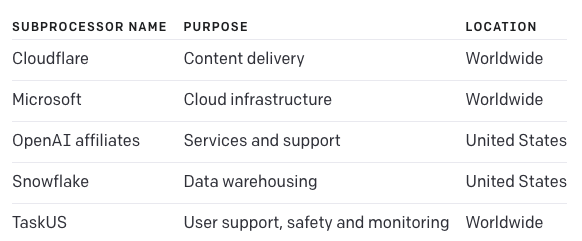 SUBPROCESSOR NAME PURPOSE LOCATION
Cloudflare Content delivery Worldwide
Microsoft Cloud infrastructure Worldwide
OpenAI affiliates Services and support United States
Snowflake Data warehousing United States
TaskUS User support, safety and monitoring Worldwide